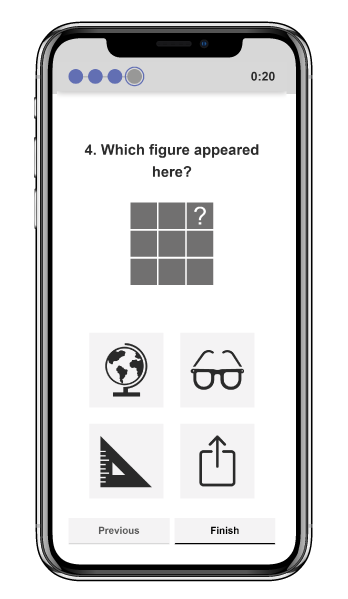 0:20
4. Which figure appeared
here?
?
Previous
Finish